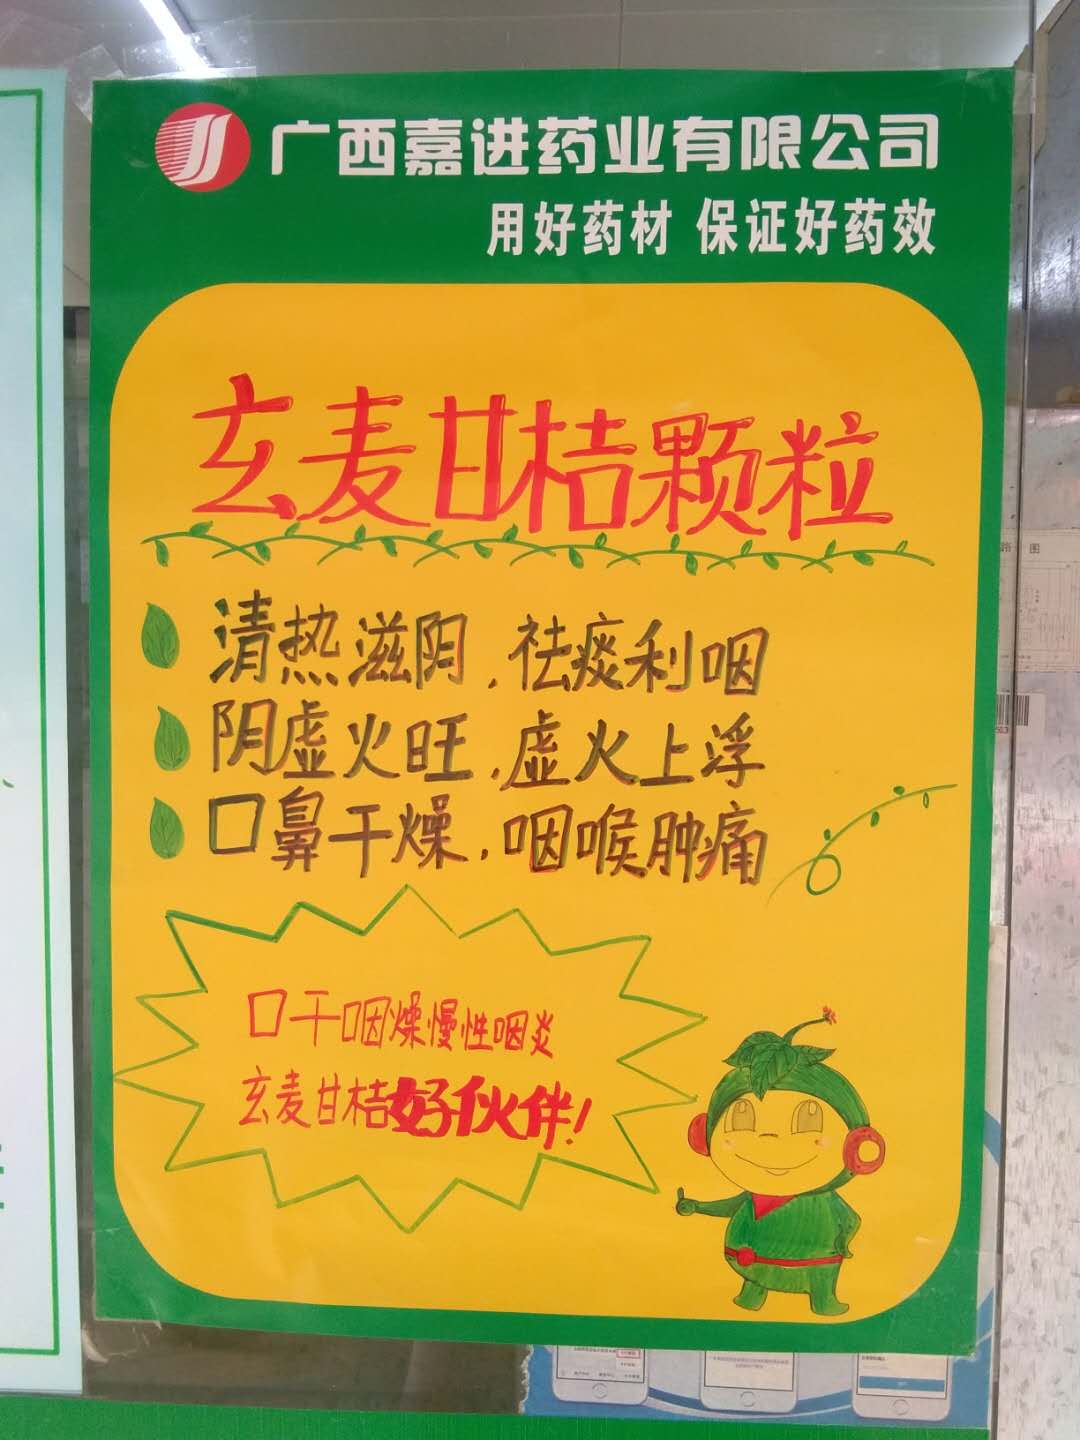 广西嘉进药业有限公司
用好药材 保证好药效
玄麦甘桔颗粒
清热滋阴,祛痰利咽
阴虚火旺,虚火上浮
口鼻干燥,咽喉肿痛
口干咽燥慢性咽炎
玄麦甘桔好伙伴!
图